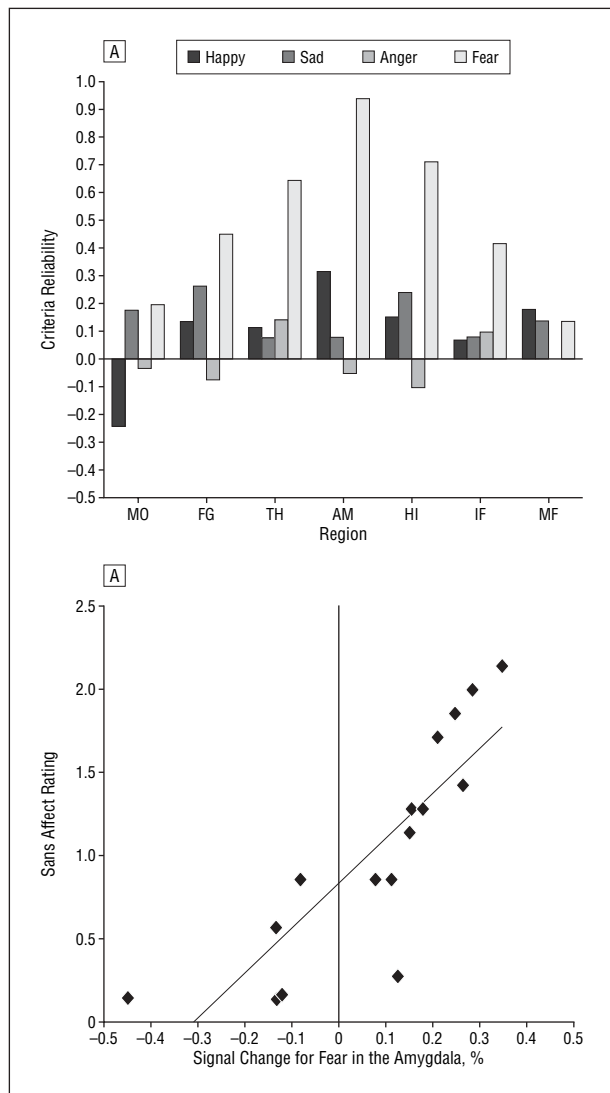 A
Happy Sad Anger Fear
1.0
0.9
0.8
0.7
0.6
0.5
0.4
0.3
0.2
0.1
0.0
–0.1
–0.2
–0.3
–0.4
–0.5
Criteria Reliability
MO FG TH AM HI IF MF
Region
A
2.5
2.0
1.5
1.0
0.5
0
Sans Affect Rating
–0.5 –0.4 –0.3 –0.2 –0.1 0 0.1 0.2 0.3 0.4 0.5
Signal Change for Fear in the Amygdala, %